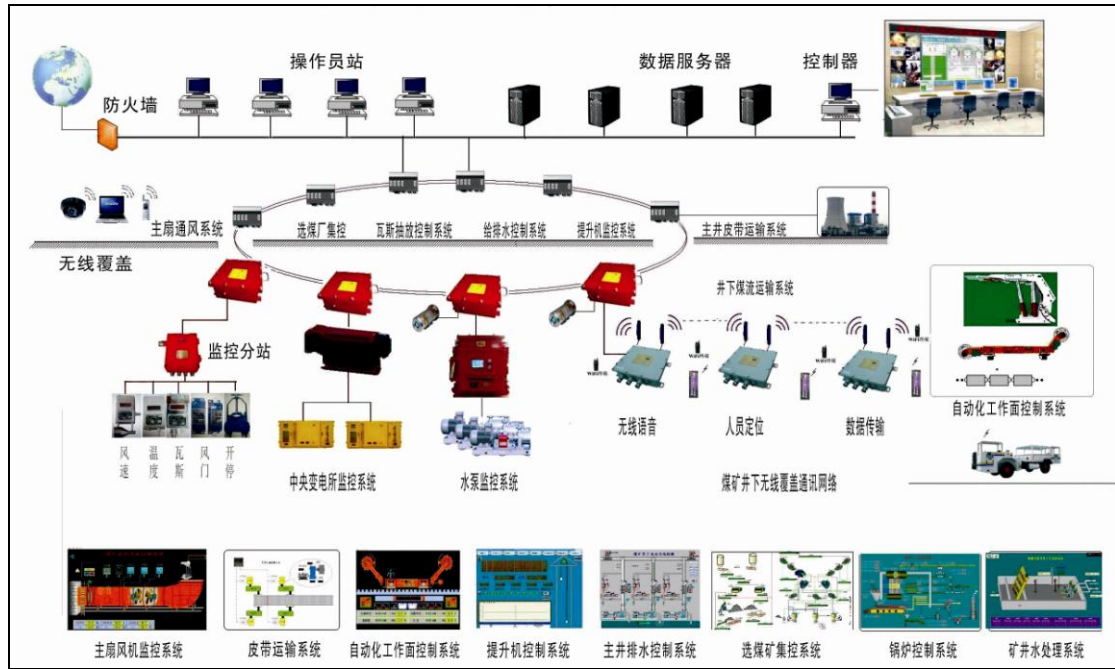 操作员站
数据服务器
控制器
防火墙
主扇通风系统
选煤厂集控
瓦斯抽放控制系统
给排水控制系统
提升机监控系统
主井皮带运输系统
无线覆盖
井下煤流运输系统
监控分站
无线语音
人员定位
数据传输
自动化工作面控制系统
风速
温度
瓦斯
风门
开停
中央变电所监控系统
水泵监控系统
煤矿井下无线覆盖通讯网络
主扇风机监控系统
皮带运输系统
自动化工作面控制系统
提升机控制系统
主井排水控制系统
选煤矿集控系统
锅炉控制系统
矿井水处理系统